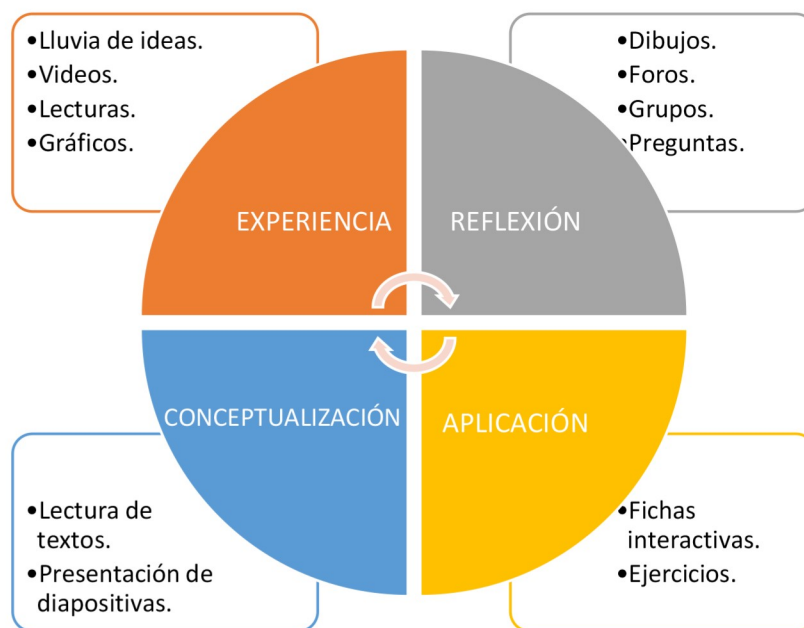 •Lluvia de ideas.
•Videos.
•Lecturas.
•Gráficos.
•Dibujos.
•Foros.
•Grupos.
•Preguntas.
EXPERIENCIA
REFLEXIÓN
CONCEPTUALIZACIÓN
APLICACIÓN
•Lectura de
textos.
•Presentación de
diapositivas.
•Fichas
interactivas.
•Ejercicios.